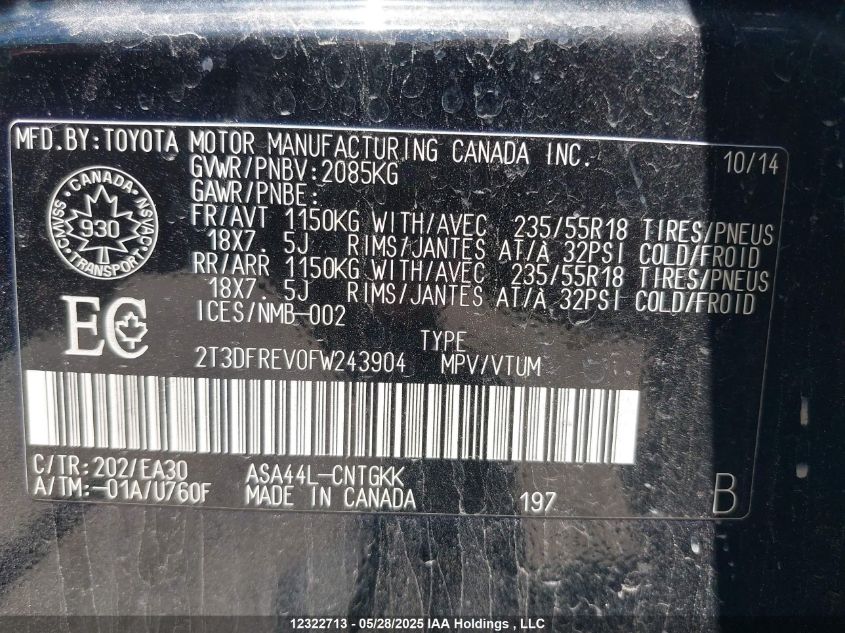 MFD.BY:TOYOTA MOTOR MANUFACTURING CANADA INC. 10/14
GVWR/PNBV:2085KG
GAWR/PNBE:
FR/AVT 1150KG WITH/AVEC 235/55R18 TIRES/PNEUS
18X7.5J RIMS/JANTES AT/À 32PSI COLD/FROID
RR/ARR 1150KG WITH/AVEC 235/55R18 TIRES/PNEUS
18X7.5J RIMS/JANTES AT/À 32PSI COLD/FROID
ICES/NMB-002
CANADA
CMVSS
NSVAC
930
TRANSPORT
EC
TYPE
2T3DFREV0FW243904 MPV/VTUM
C/TR:202/EA30 ASA44L-CNTGKK
A/TM:-01A/U760F MADE IN CANADA 197 B
12322713 - 05/28/2025 IAA Holdings , LLC